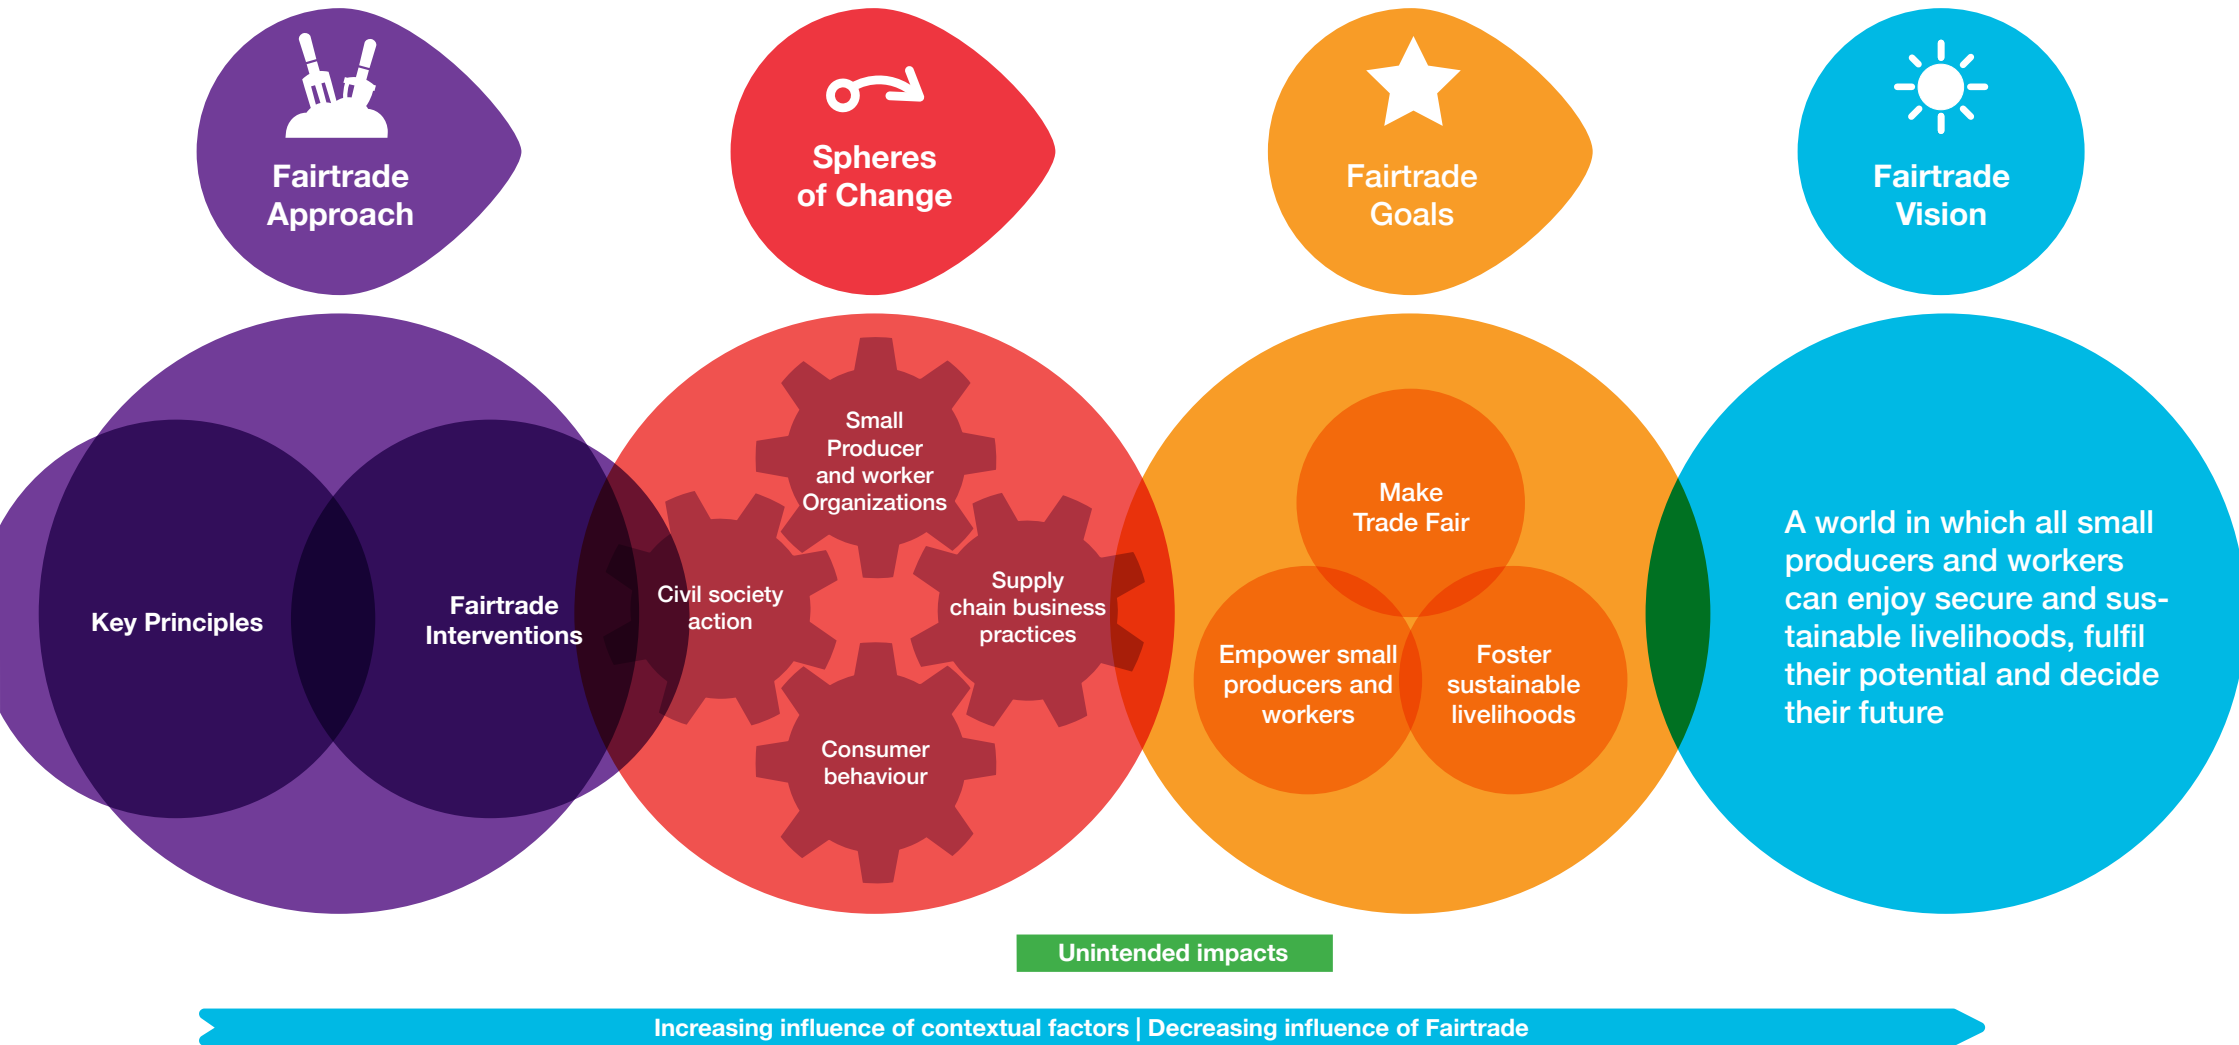 Fairtrade
Approach
Spheres
of Change
Fairtrade
Goals
Fairtrade
Vision
Key Principles
Fairtrade
Interventions
Small
Producer
and worker
Organizations
Civil society
action
Supply
chain business
practices
Consumer
behaviour
Make
Trade Fair
Empower small
producers and
workers
Foster
sustainable
livelihoods
A world in which all small
producers and workers
can enjoy secure and sus-
tainable livelihoods, fulfil
their potential and decide
their future
Unintended impacts
Increasing influence of contextual factors | Decreasing influence of Fairtrade